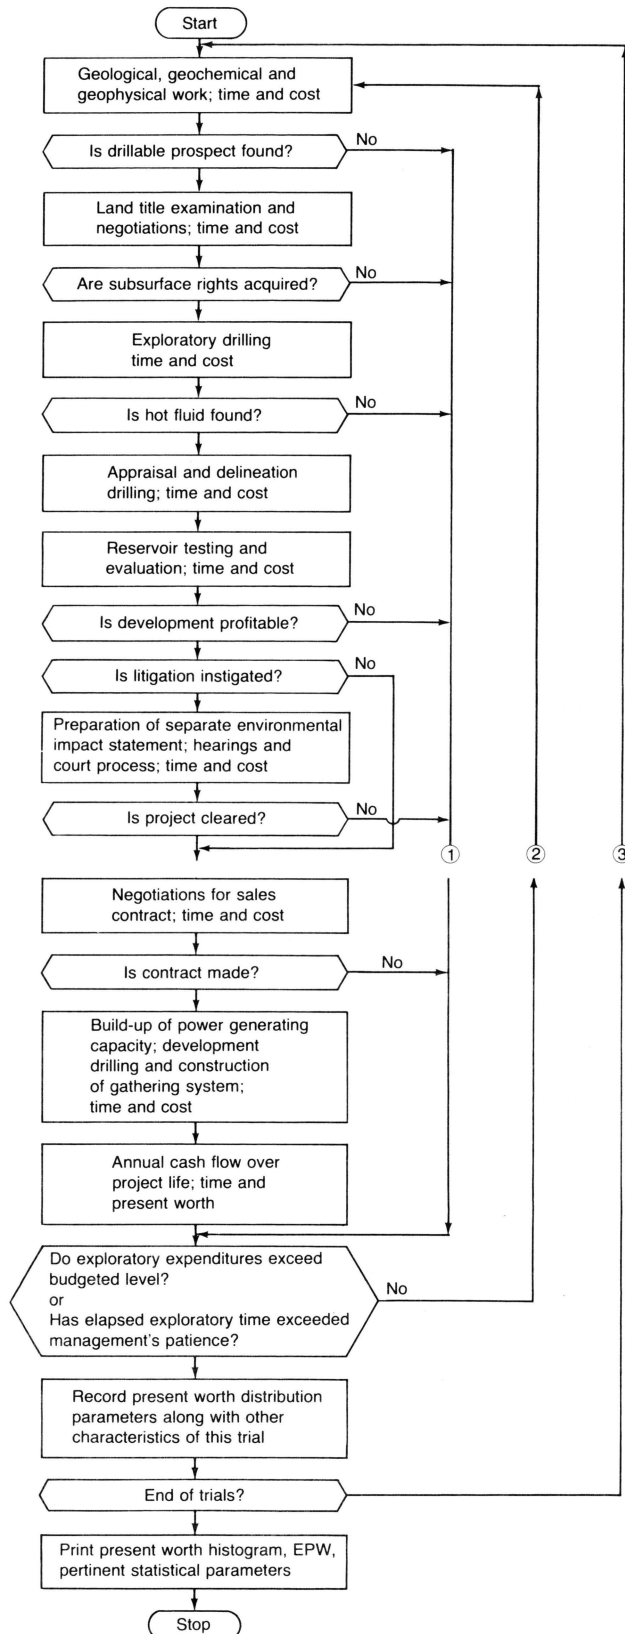 Start
Geological, geochemical and
geophysical work; time and cost
Is drillable prospect found?
No
Land title examination and
negotiations; time and cost
Are subsurface rights acquired?
No
Exploratory drilling
time and cost
Is hot fluid found?
No
Appraisal and delineation
drilling; time and cost
Reservoir testing and
evaluation; time and cost
Is development profitable?
No
Is litigation instigated?
No
Preparation of separate environmental
impact statement; hearings and
court process; time and cost
Is project cleared?
No
1
2
3
Negotiations for sales
contract; time and cost
Is contract made?
No
Build-up of power generating
capacity; development
drilling and construction
of gathering system;
time and cost
Annual cash flow over
project life; time and
present worth
Do exploratory expenditures exceed
budgeted level?
or
Has elapsed exploratory time exceeded
management's patience?
No
Record present worth distribution
parameters along with other
characteristics of this trial
End of trials?
Print present worth histogram, EPW,
pertinent statistical parameters
Stop